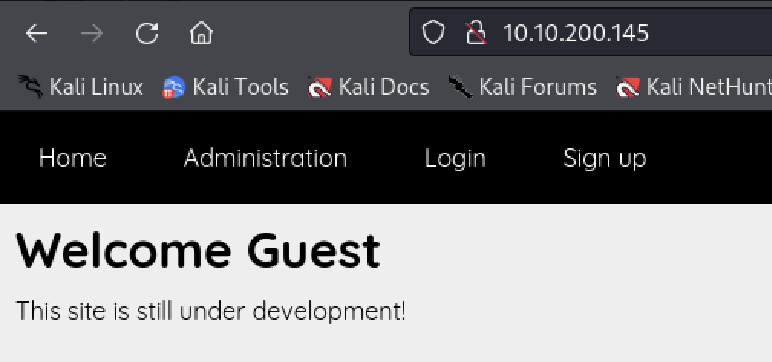 10.10.200.145
Kali Linux Kali Tools Kali Docs Kali Forums Kali NetHunt
Home Administration Login Sign up
Welcome Guest
This site is still under development!